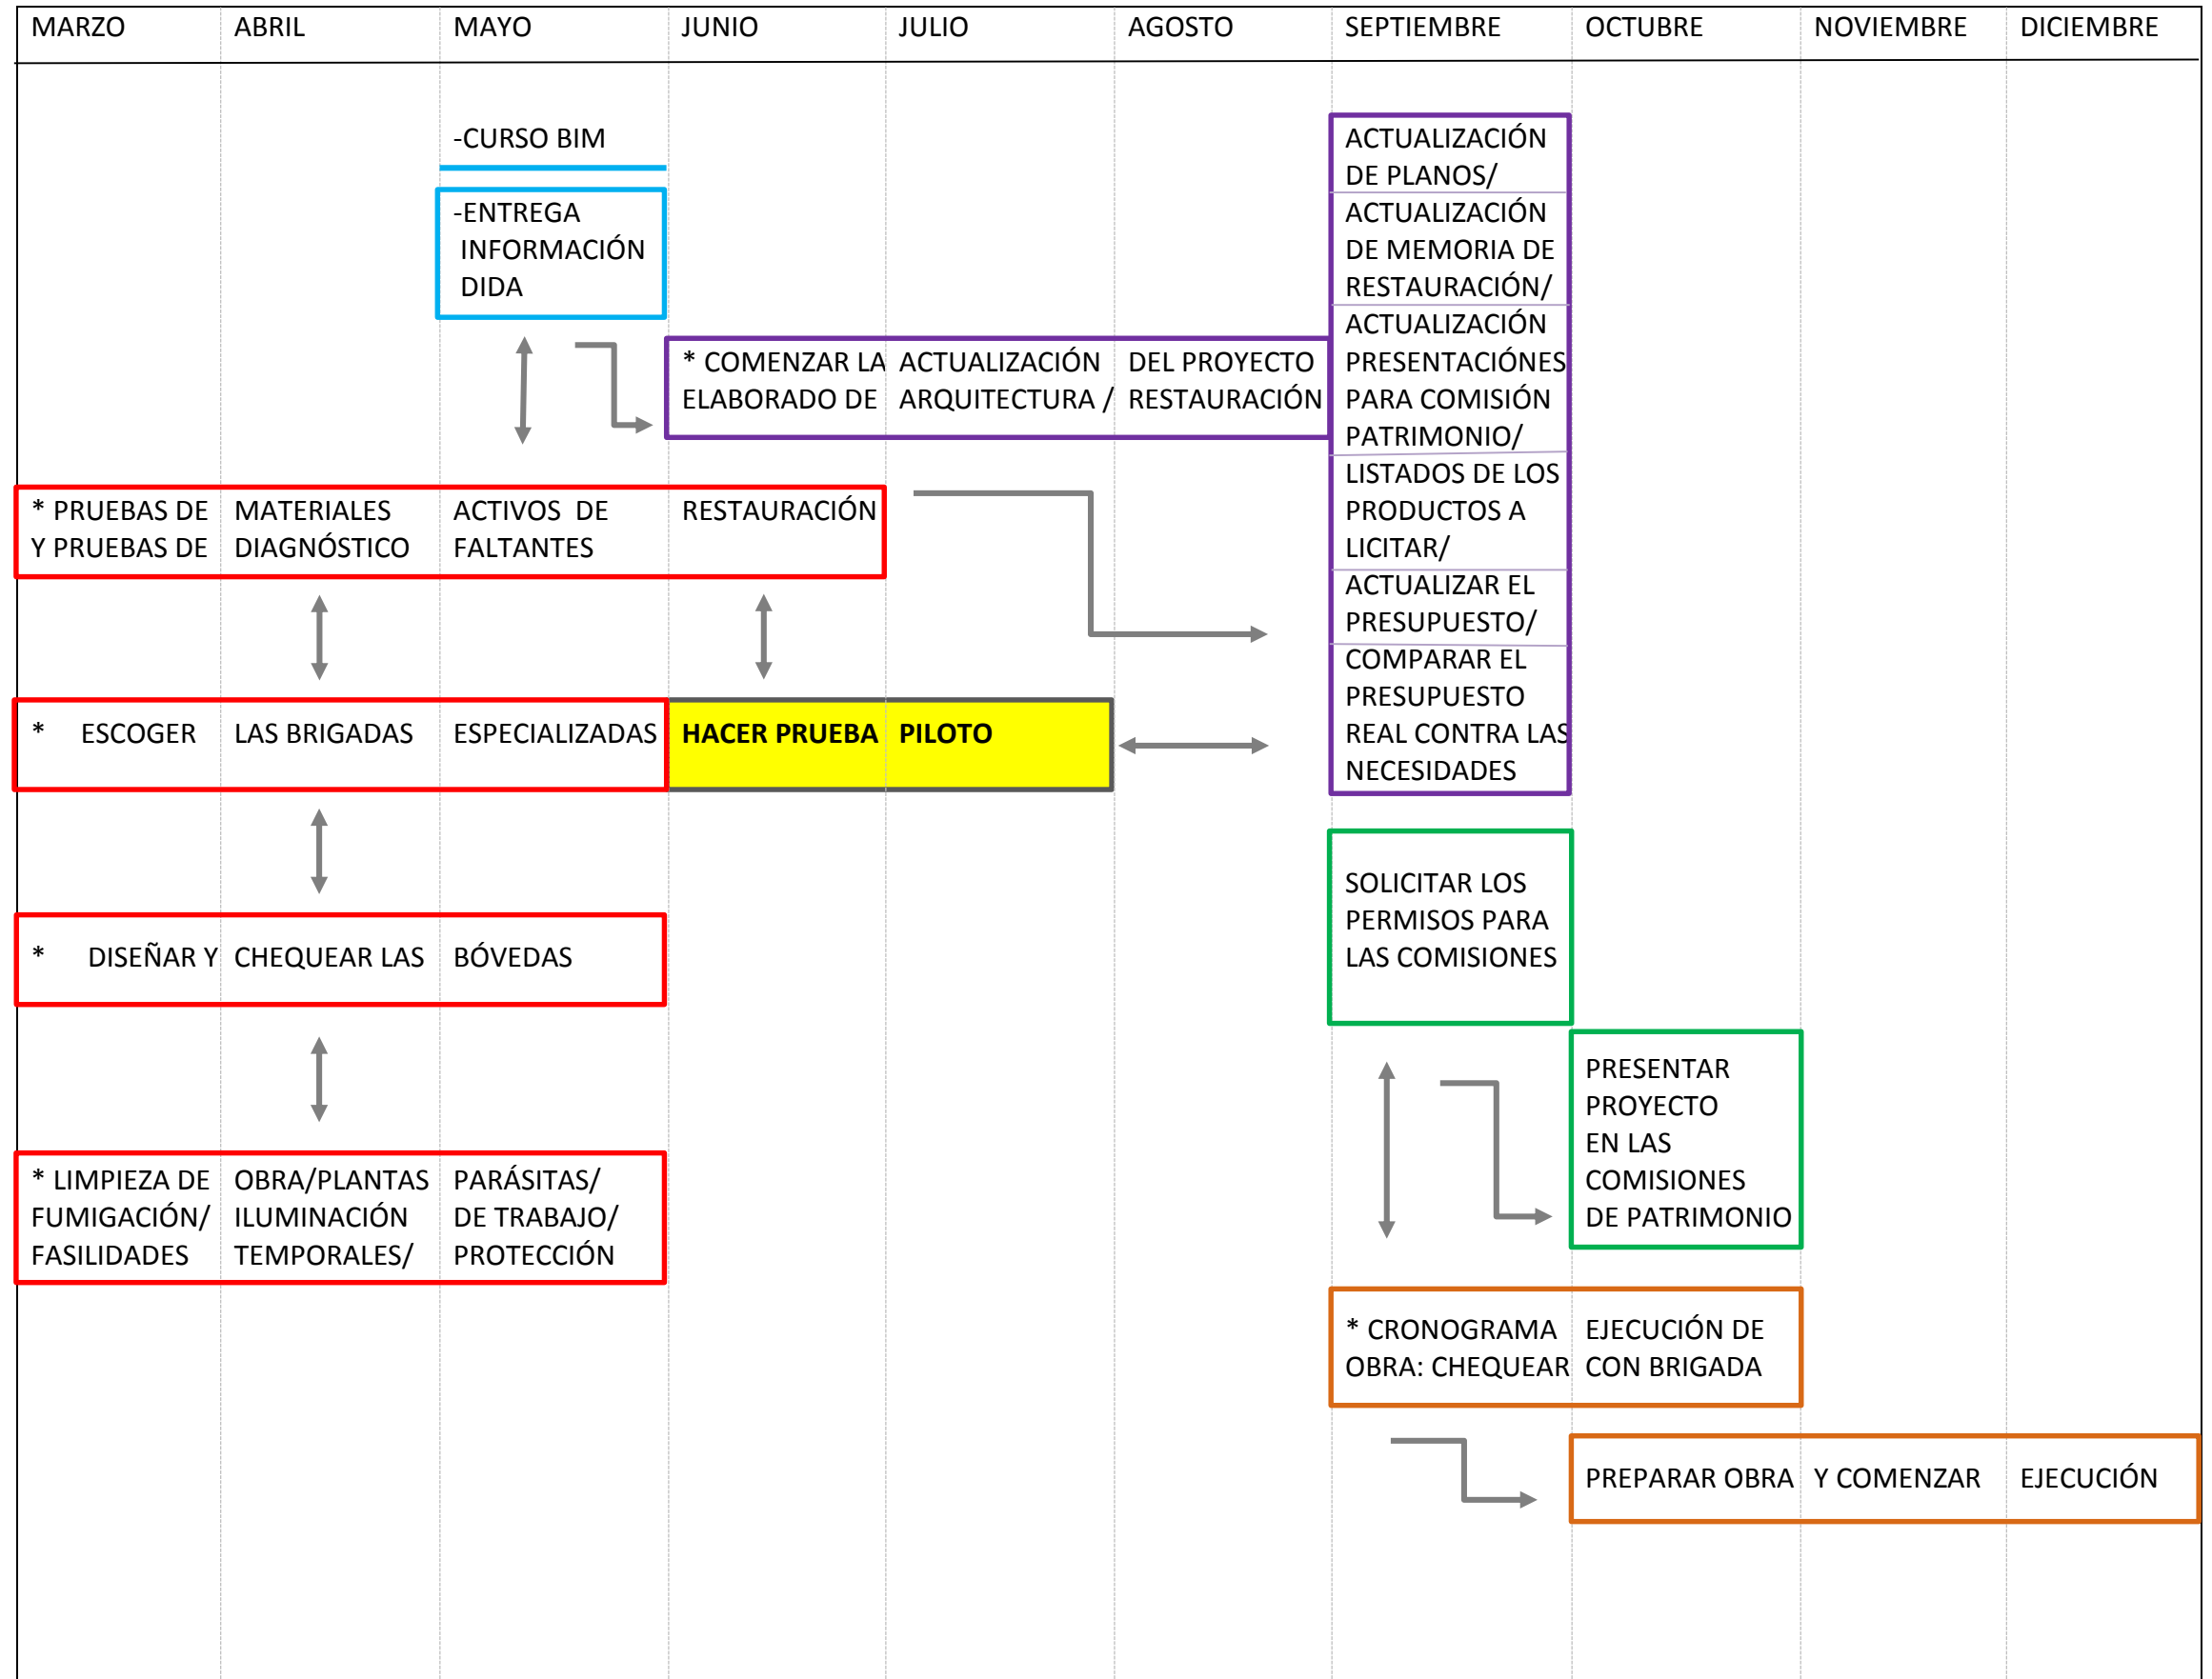 MARZO ABRIL MAYO JUNIO JULIO AGOSTO SEPTIEMBRE OCTUBRE NOVIEMBRE DICIEMBRE
-CURSO BIM
-ENTREGA
INFORMACIÓN
DIDA
* COMENZAR LA ACTUALIZACIÓN DEL PROYECTO
ELABORADO DE ARQUITECTURA / RESTAURACIÓN
* PRUEBAS DE MATERIALES ACTIVOS DE RESTAURACIÓN
Y PRUEBAS DE DIAGNÓSTICO FALTANTES
* ESCOGER LAS BRIGADAS ESPECIALIZADAS
HACER PRUEBA PILOTO
* DISEÑAR Y CHEQUEAR LAS BÓVEDAS
* LIMPIEZA DE OBRA/PLANTAS PARÁSITAS/
FUMIGACIÓN/ ILUMINACIÓN DE TRABAJO/
FASILIDADES TEMPORALES/ PROTECCIÓN
ACTUALIZACIÓN
DE PLANOS/
ACTUALIZACIÓN
DE MEMORIA DE
RESTAURACIÓN/
ACTUALIZACIÓN
PRESENTACIÓNES
PARA COMISIÓN
PATRIMONIO/
LISTADOS DE LOS
PRODUCTOS A
LICITAR/
ACTUALIZAR EL
PRESUPUESTO/
COMPARAR EL
PRESUPUESTO
REAL CONTRA LAS
NECESIDADES
SOLICITAR LOS
PERMISOS PARA
LAS COMISIONES
PRESENTAR
PROYECTO
EN LAS
COMISIONES
DE PATRIMONIO
* CRONOGRAMA EJECUCIÓN DE
OBRA: CHEQUEAR CON BRIGADA
PREPARAR OBRA Y COMENZAR EJECUCIÓN